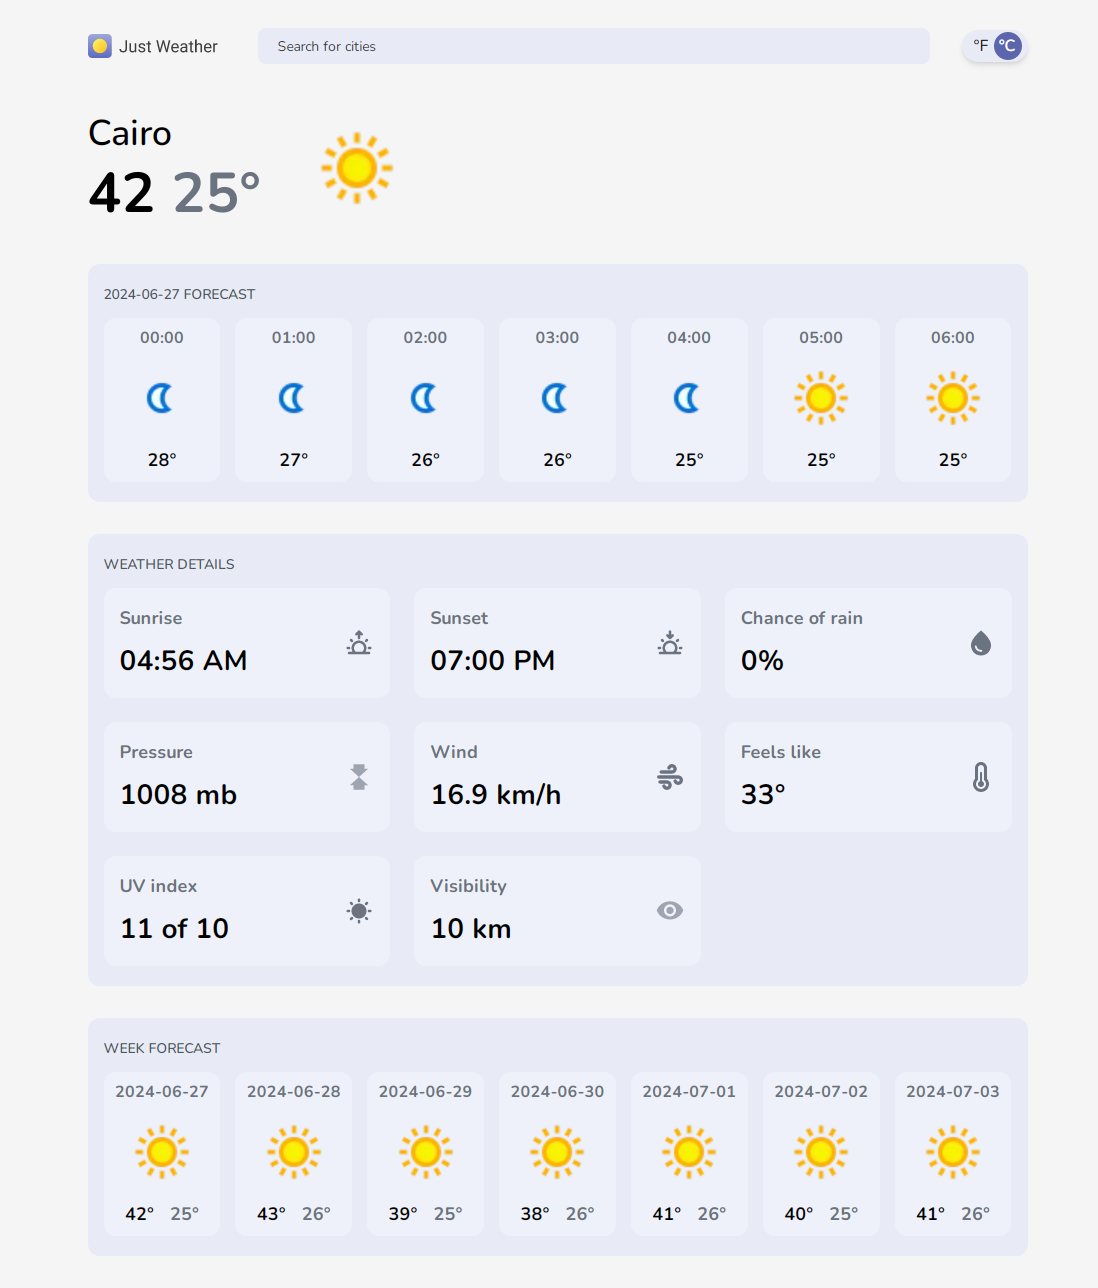 Just Weather
Search for cities
°F °C
Cairo
42 25°
2024-06-27 FORECAST
00:00 01:00 02:00 03:00 04:00 05:00 06:00
28° 27° 26° 26° 25° 25° 25°
WEATHER DETAILS
Sunrise
04:56 AM
Sunset
07:00 PM
Chance of rain
0%
Pressure
1008 mb
Wind
16.9 km/h
Feels like
33°
UV index
11 of 10
Visibility
10 km
WEEK FORECAST
2024-06-27 2024-06-28 2024-06-29 2024-06-30 2024-07-01 2024-07-02 2024-07-03
42° 25° 43° 26° 39° 25° 38° 26° 41° 26° 40° 25° 41° 26°